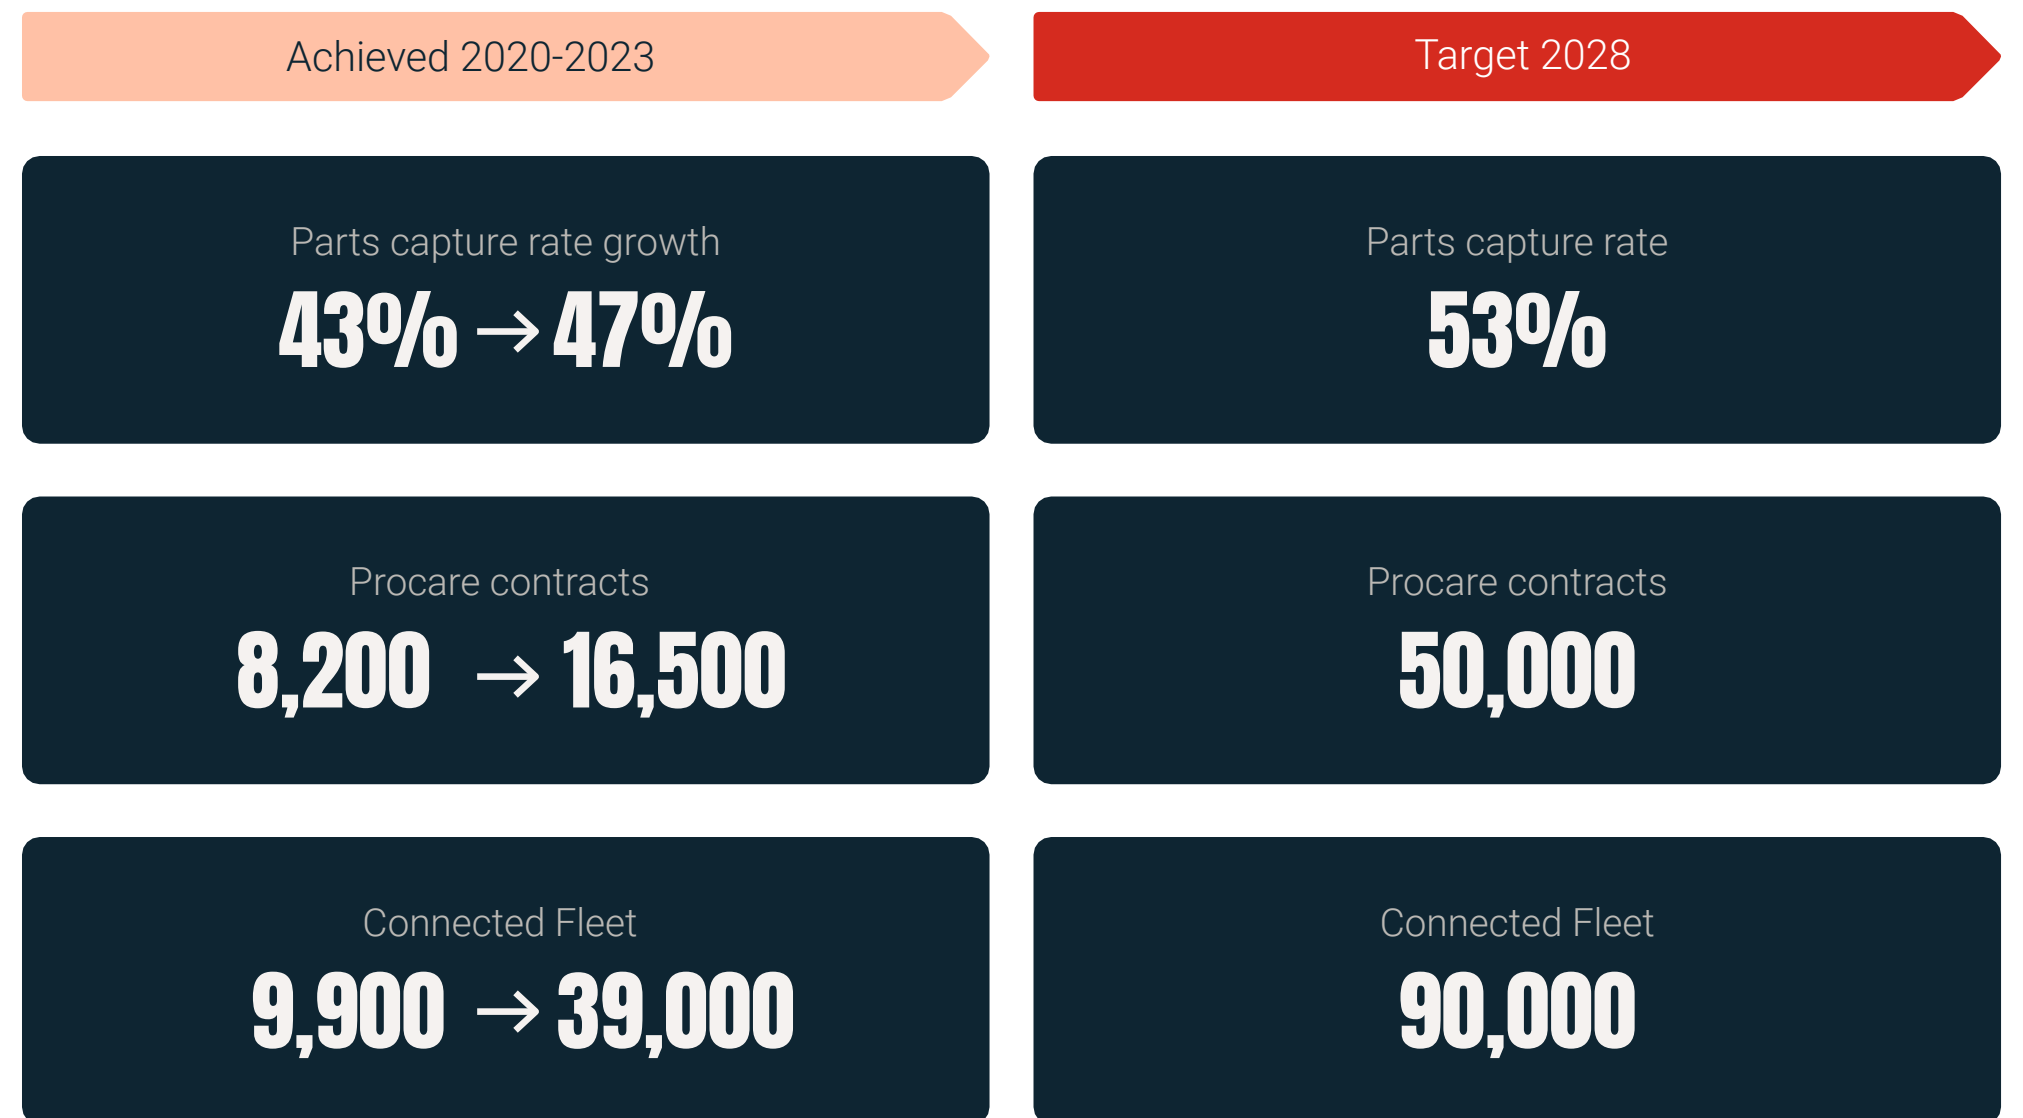 Achieved 2020-2023
Target 2028
Parts capture rate growth
43% → 47%
Parts capture rate
53%
Procare contracts
8,200 → 16,500
Procare contracts
50,000
Connected Fleet
9,900 → 39,000
Connected Fleet
90,000